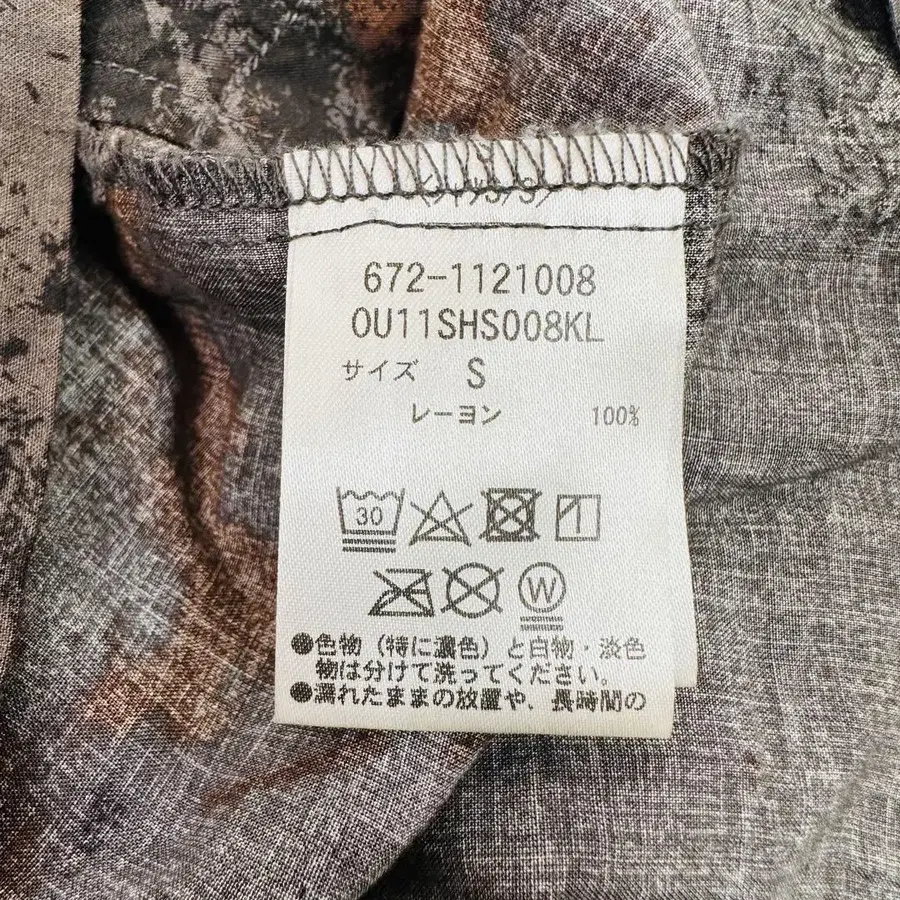 672-1121008
0U11SHS008KL
サイズ S
レーヨン 100%
30
W
●色物（特に濃色）と白物・淡色
物は分けて洗ってください。
●濡れたままの放置や、長時間の